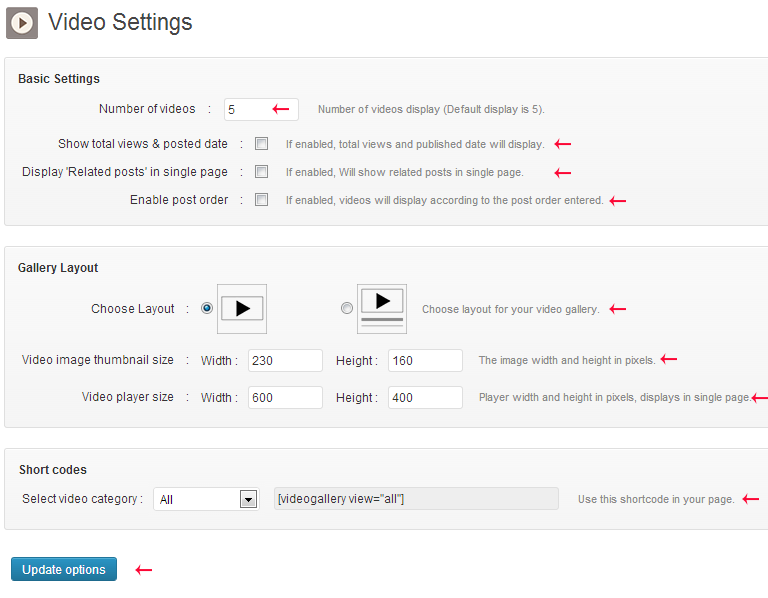 Video Settings
Basic Settings
Number of videos : 5 Number of videos display (Default display is 5).
Show total views & posted date : If enabled, total views and published date will display.
Display 'Related posts' in single page : If enabled, Will show related posts in single page.
Enable post order : If enabled, videos will display according to the post order entered.
Gallery Layout
Choose Layout : Choose layout for your video gallery.
Video image thumbnail size : Width : 230 Height : 160 The image width and height in pixels.
Video player size : Width : 600 Height : 400 Player width and height in pixels, displays in single page.
Short codes
Select video category : All [videogallery view="all"] Use this shortcode in your page.
Update options